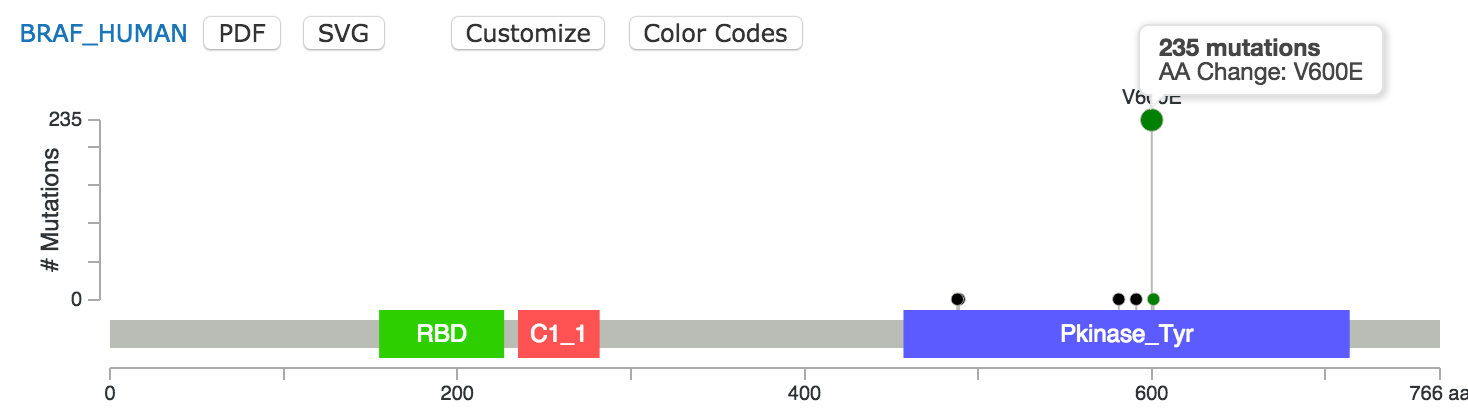 BRAF_HUMAN PDF SVG Customize Color Codes
235 mutations
AA Change: V600E
V600E
235
# Mutations
0
RBD C1_1 Pkinase_Tyr
0 200 400 600 766 aa